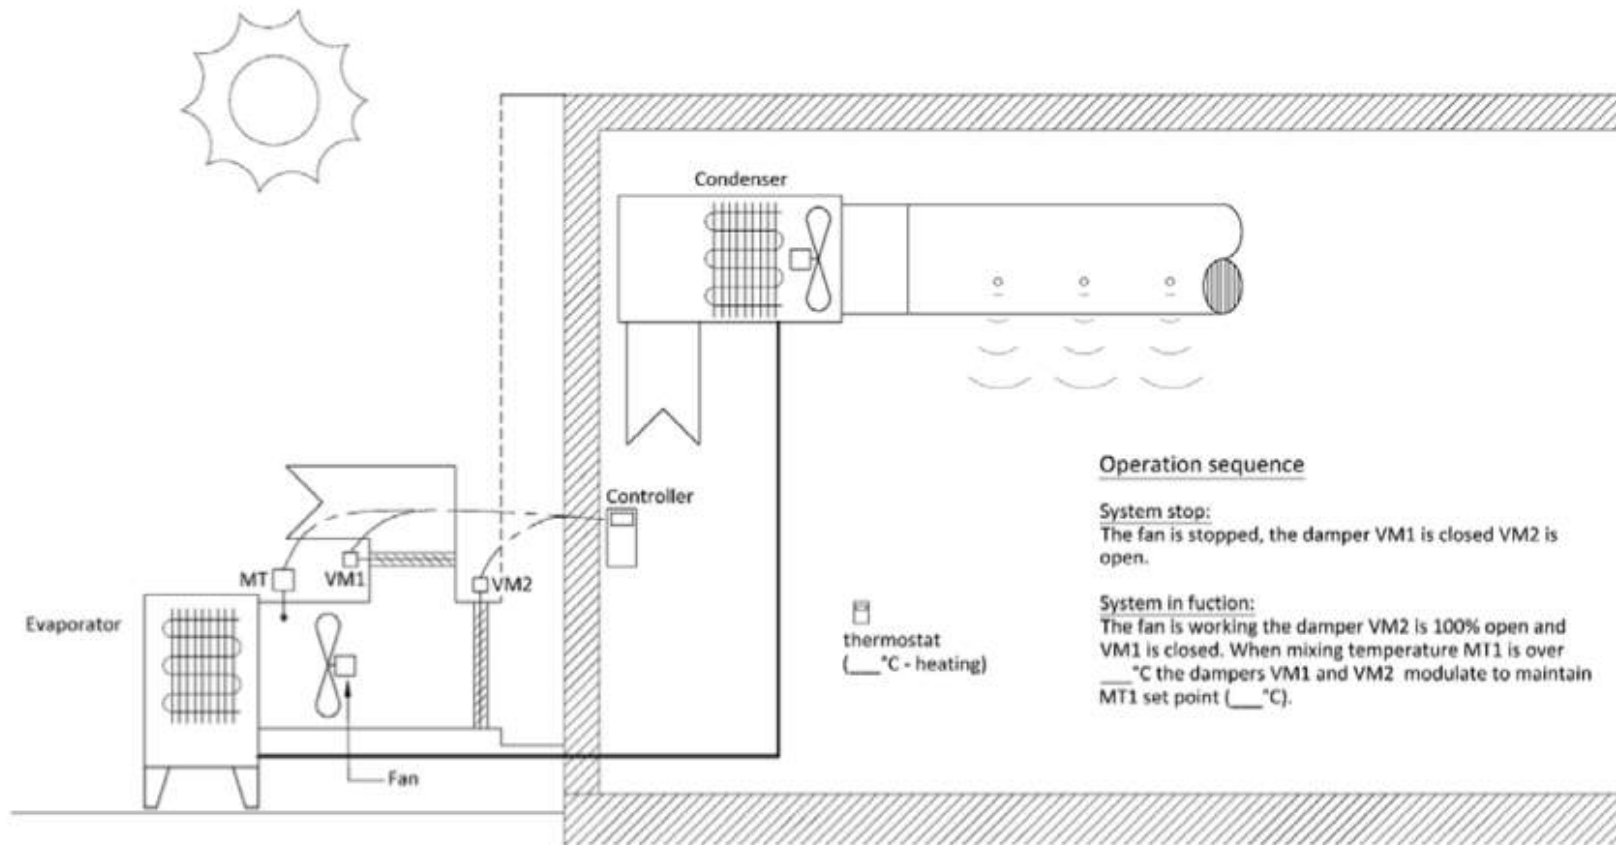 Condenser
Operation sequence
Controller
System stop:
The fan is stopped, the damper VM1 is closed VM2 is
open.
MT
VM1
VM2
Evaporator
thermostat
(___°C - heating)
System in fuction:
The fan is working the damper VM2 is 100% open and
VM1 is closed. When mixing temperature MT1 is over
___°C the dampers VM1 and VM2 modulate to maintain
MT1 set point (___°C).
Fan